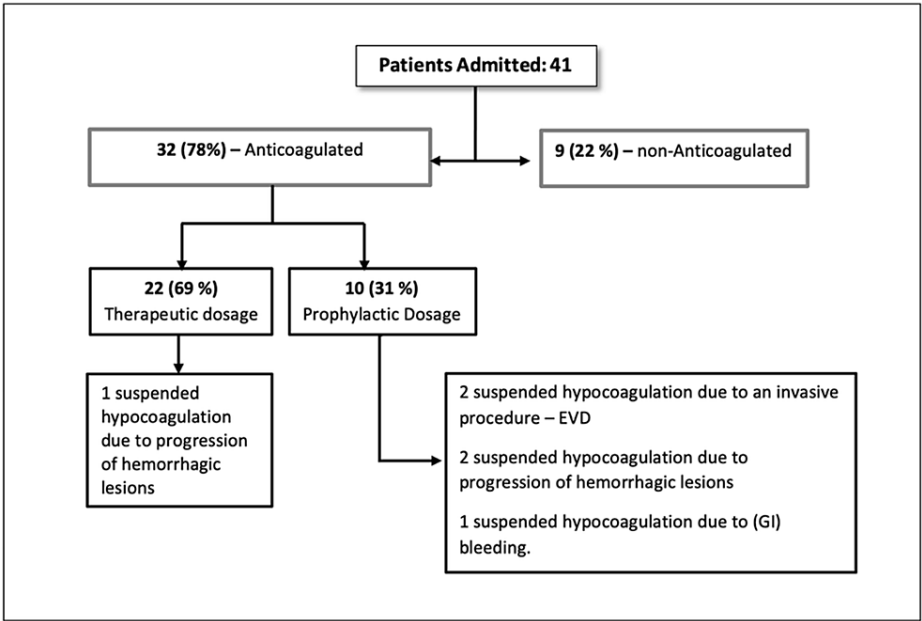 Patients Admitted: 41
32 (78%) – Anticoagulated
9 (22 %) – non-Anticoagulated
22 (69 %)
Therapeutic dosage
10 (31 %)
Prophylactic Dosage
1 suspended
hypocoagulation
due to progression
of hemorrhagic
lesions
2 suspended hypocoagulation due to an invasive
procedure – EVD
2 suspended hypocoagulation due to
progression of hemorrhagic lesions
1 suspended hypocoagulation due to (GI)
bleeding.